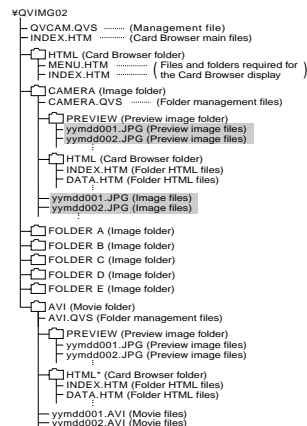 ¥QVIMG02
QVCAM.QVS (Management file)
INDEX.HTM (Card Browser main files)
HTML (Card Browser folder)
MENU.HTM ( Files and folders required for
INDEX.HTM the Card Browser display )
CAMERA (Image folder)
CAMERA.QVS (Folder management files)
PREVIEW (Preview image folder)
yymdd001.JPG (Preview image files)
yymdd002.JPG (Preview image files)
HTML (Card Browser folder)
INDEX.HTM (Folder HTML files)
DATA.HTM (Folder HTML files)
yymdd001.JPG (Image files)
yymdd002.JPG (Image files)
FOLDER A (Image folder)
FOLDER B (Image folder)
FOLDER C (Image folder)
FOLDER D (Image folder)
FOLDER E (Image folder)
AVI (Movie folder)
AVI.QVS (Folder management files)
PREVIEW (Preview image folder)
yymdd001.JPG (Preview image files)
yymdd002.JPG (Preview image files)
HTML* (Card Browser folder)
INDEX.HTM (Folder HTML files)
DATA.HTM (Folder HTML files)
yymdd001.AVI (Movie files)
yymdd002.AVI (Movie files)